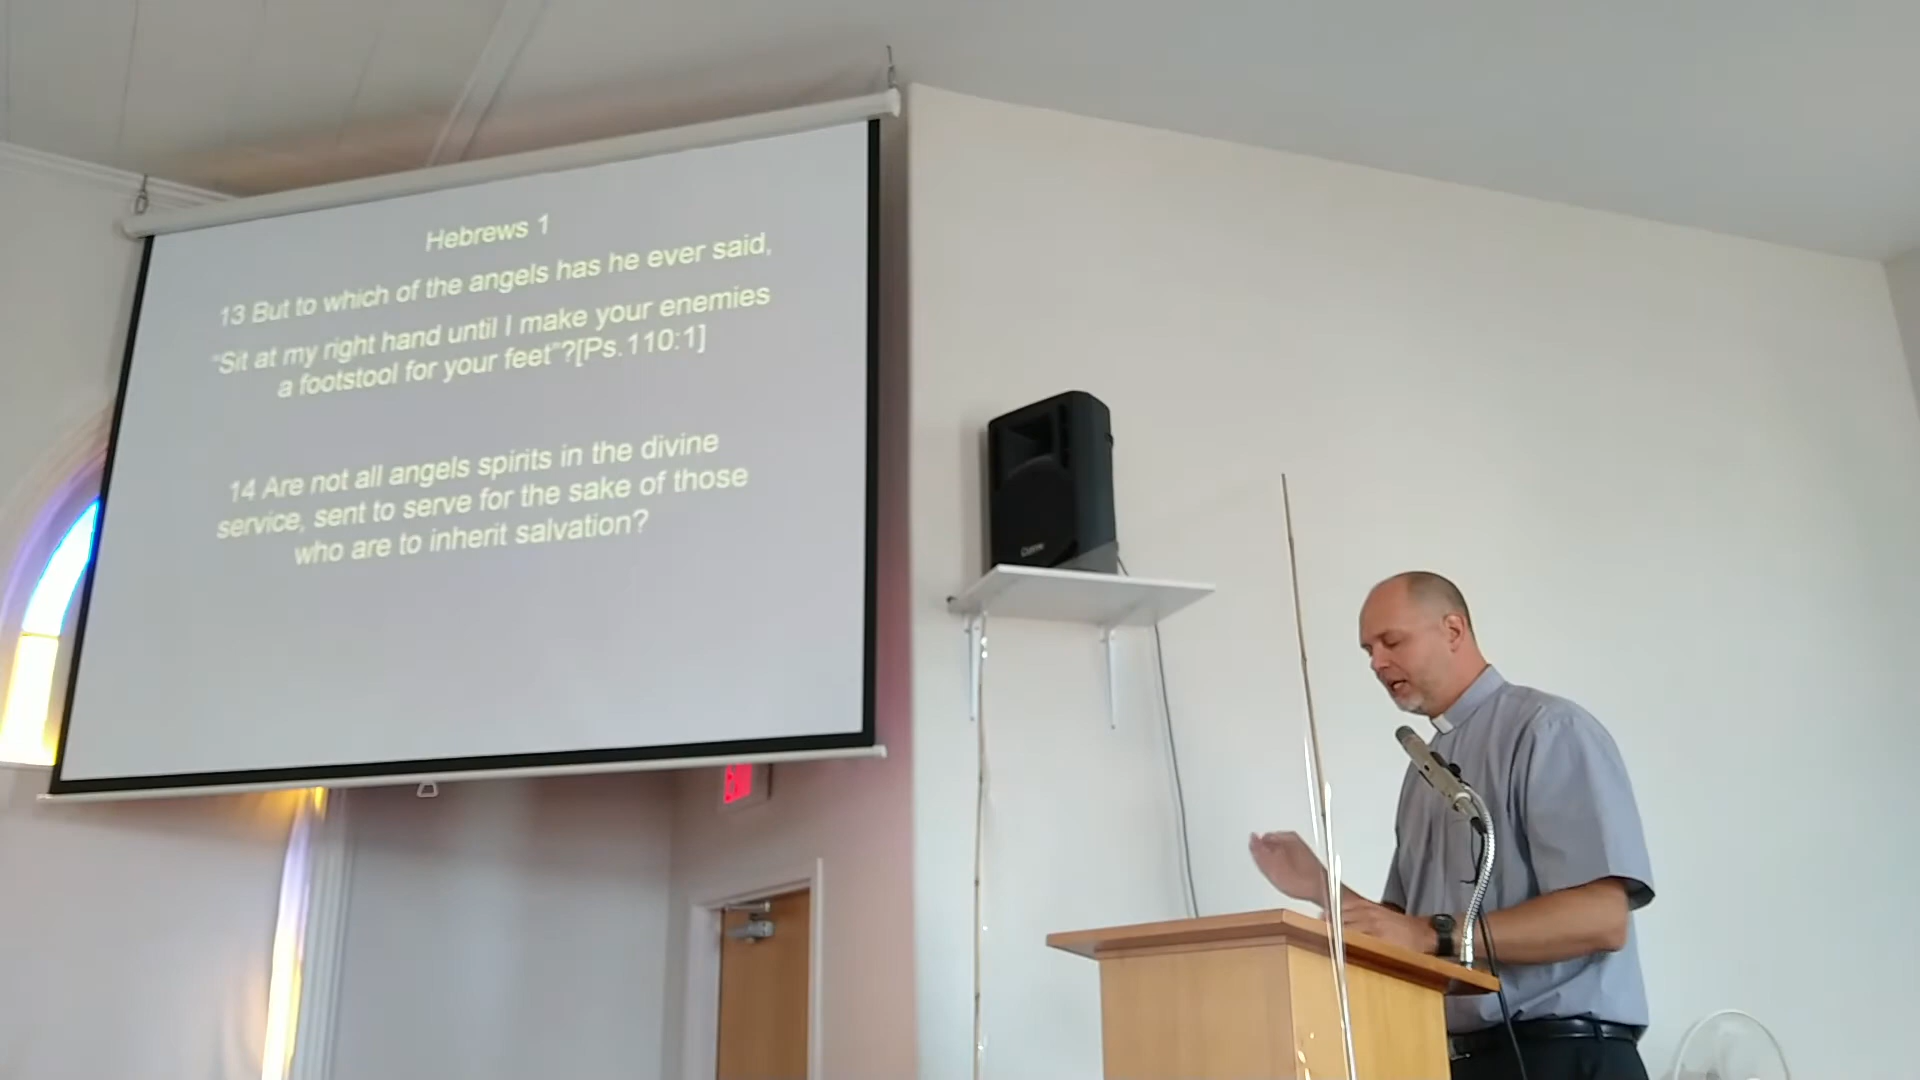 Hebrews 1
13 But to which of the angels has he ever said,
“Sit at my right hand until I make your enemies
a footstool for your feet”?[Ps.110:1]
14 Are not all angels spirits in the divine
service, sent to serve for the sake of those
who are to inherit salvation?